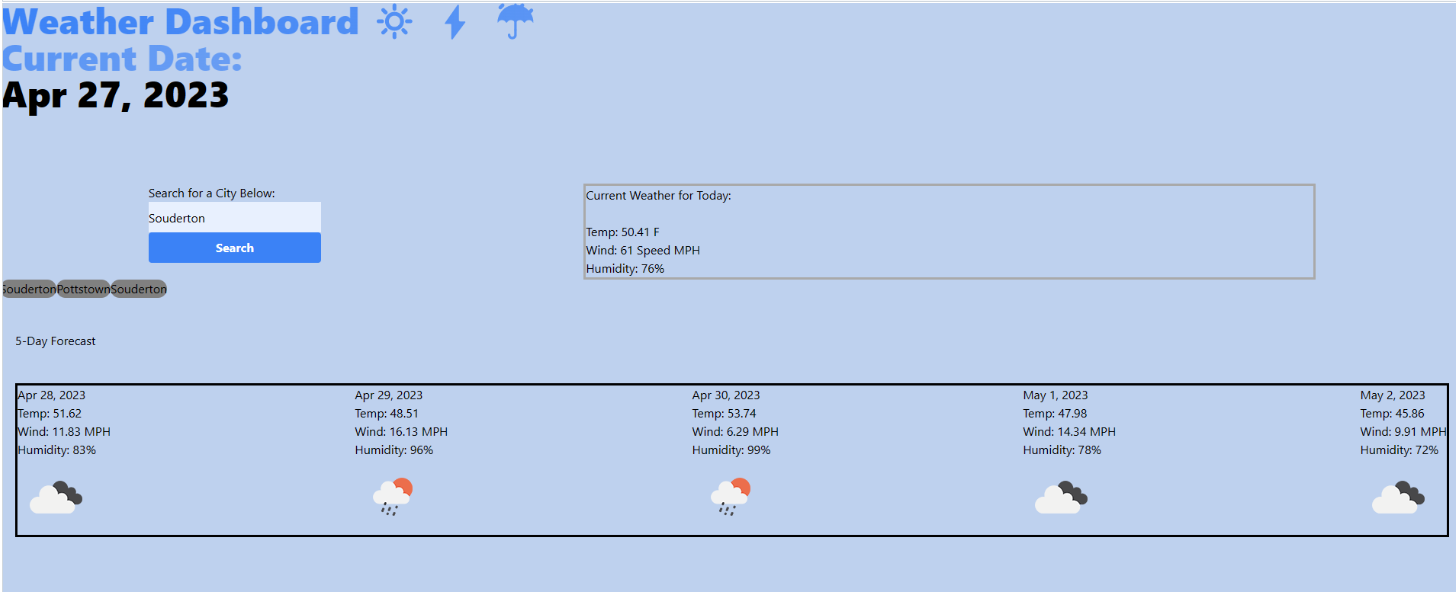 Weather Dashboard
Current Date:
Apr 27, 2023
Search for a City Below:
Souderton
Search
Current Weather for Today:
Temp: 50.41 F
Wind: 61 Speed MPH
Humidity: 76%
Souderton Pottstown Souderton
5-Day Forecast
Apr 28, 2023
Temp: 51.62
Wind: 11.83 MPH
Humidity: 83%
Apr 29, 2023
Temp: 48.51
Wind: 16.13 MPH
Humidity: 96%
Apr 30, 2023
Temp: 53.74
Wind: 6.29 MPH
Humidity: 99%
May 1, 2023
Temp: 47.98
Wind: 14.34 MPH
Humidity: 78%
May 2, 2023
Temp: 45.86
Wind: 9.91 MPH
Humidity: 72%